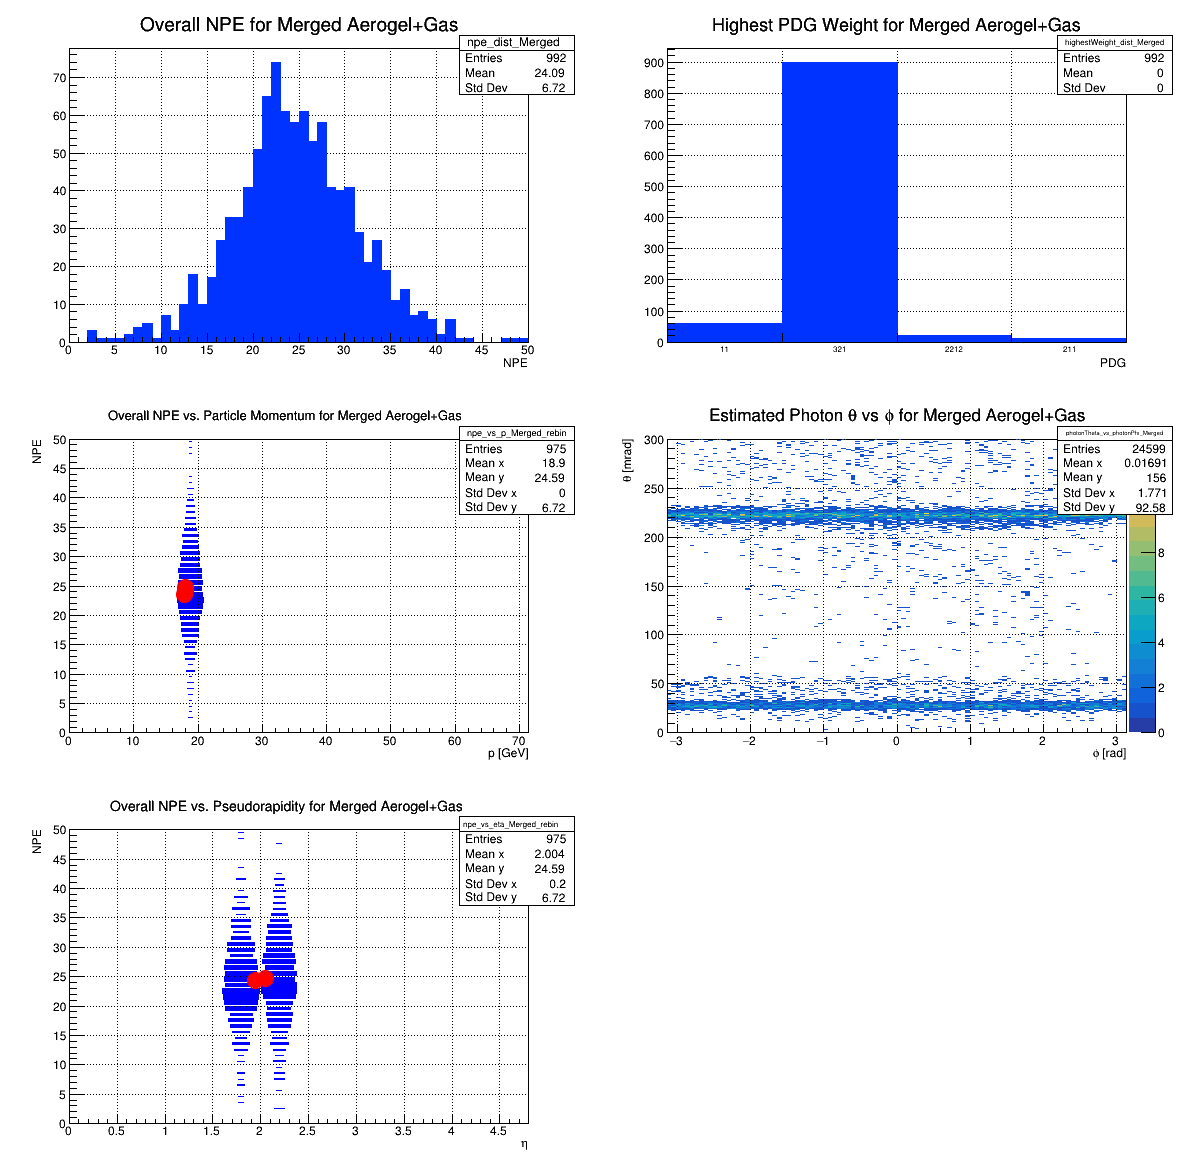 Overall NPE for Merged Aerogel+Gas
npe_dist_Merged
Entries 992
Mean 24.09
Std Dev 6.72
70
60
50
40
30
20
10
0
0 5 10 15 20 25 30 35 40 45 50
NPE
Highest PDG Weight for Merged Aerogel+Gas
highestWeight_dist_Merged
Entries 992
Mean 0
Std Dev 0
900
800
700
600
500
400
300
200
100
0
11 321 2212 211
PDG
Overall NPE vs. Particle Momentum for Merged Aerogel+Gas
npe_vs_p_Merged_rebin
Entries 975
Mean x 18.9
Mean y 24.59
Std Dev x 0
Std Dev y 6.72
NPE
50
45
40
35
30
25
20
15
10
5
0
0 10 20 30 40 50 60 70
p [GeV]
Estimated Photon θ vs ϕ for Merged Aerogel+Gas
photonTheta_vs_photonPhi_Merged
Entries 24599
Mean x 0.01691
Mean y 156
Std Dev x 1.771
Std Dev y 92.58
θ [mrad]
300
250
200
150
100
50
0
−3 −2 −1 0 1 2 3
ϕ [rad]
8
6
4
2
0
Overall NPE vs. Pseudorapidity for Merged Aerogel+Gas
npe_vs_eta_Merged_rebin
Entries 975
Mean x 2.004
Mean y 24.59
Std Dev x 0.2
Std Dev y 6.72
NPE
50
45
40
35
30
25
20
15
10
5
0
0 0.5 1 1.5 2 2.5 3 3.5 4 4.5
η